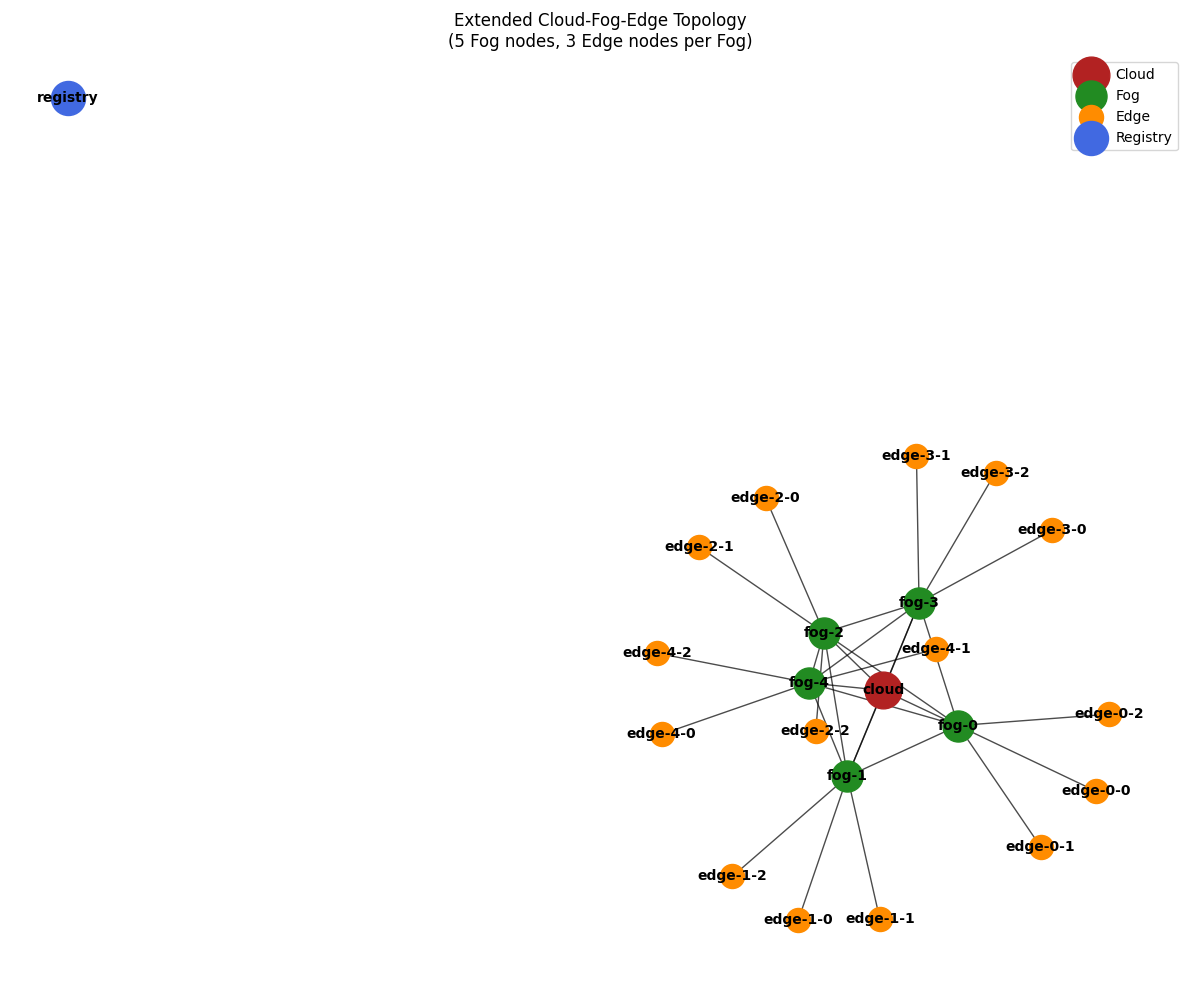 Extended Cloud-Fog-Edge Topology
(5 Fog nodes, 3 Edge nodes per Fog)
Cloud
Fog
Edge
Registry
registry
edge-3-1
edge-3-2
edge-2-0
edge-3-0
edge-2-1
fog-3
fog-2
edge-4-1
edge-4-2
fog-4
cloud
edge-0-2
fog-0
edge-2-2
edge-4-0
fog-1
edge-0-0
edge-0-1
edge-1-2
edge-1-0
edge-1-1